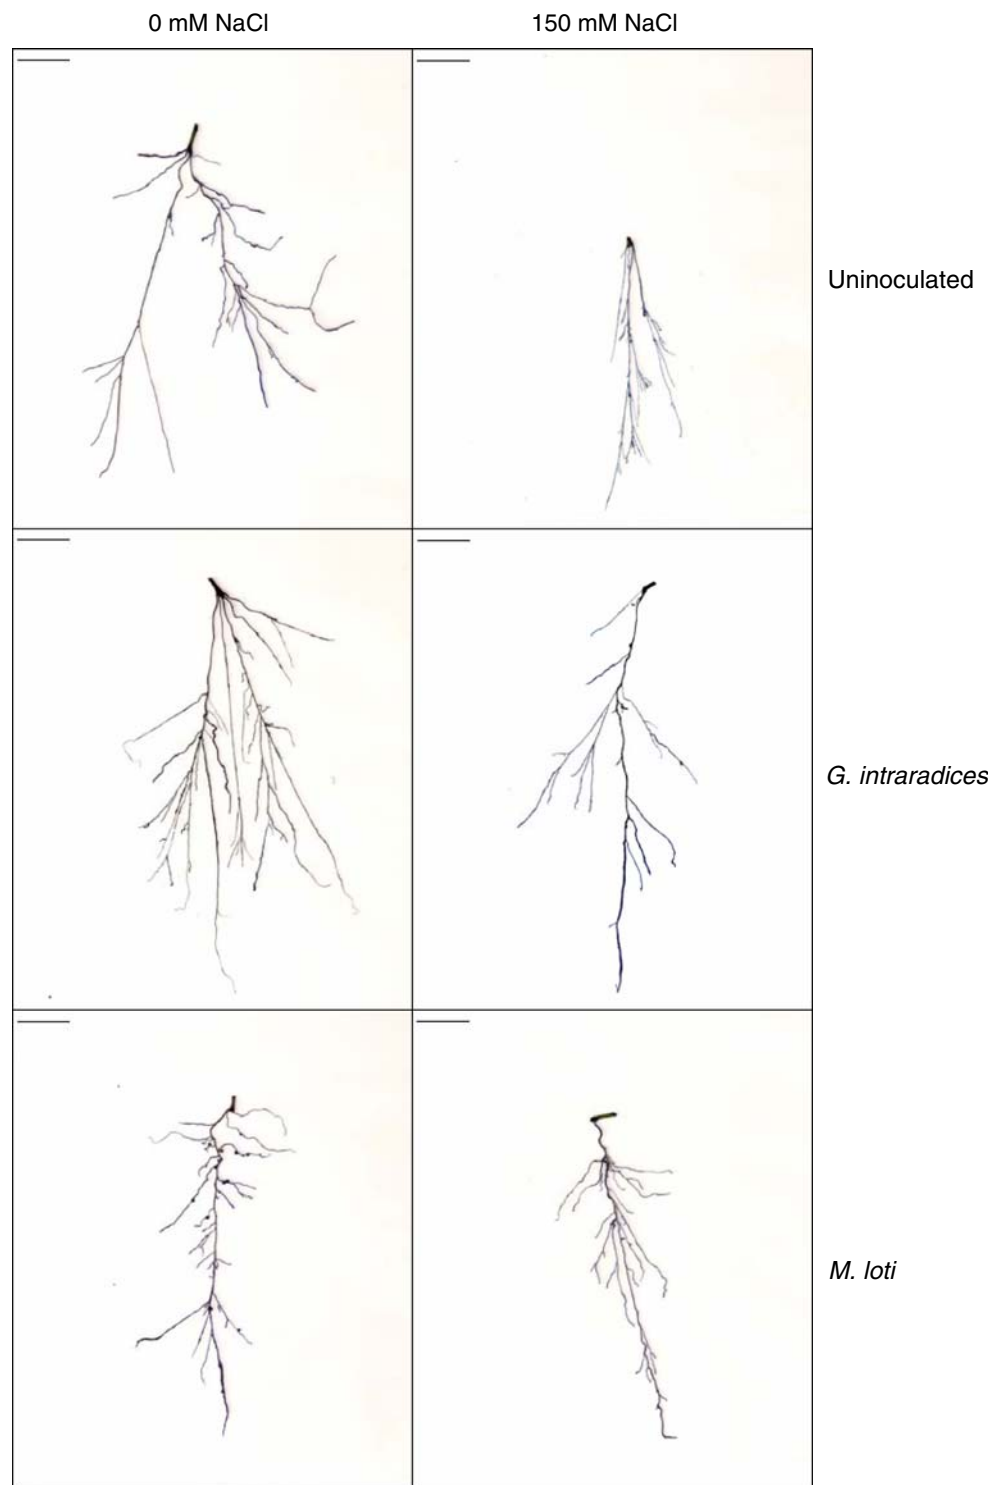 0 mM NaCl
150 mM NaCl
Uninoculated
G. intraradices
M. loti